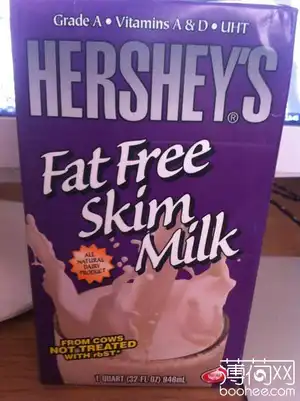 Grade A • Vitamins A & D • UHT
HERSHEY'S®
Fat Free
Skim
Milk
ALL
NATURAL
DAIRY
PRODUCT
FROM COWS
NOT TREATED
WITH rbST*
1 QUART (32 FL OZ) 946mL
薄荷网
boohee.com